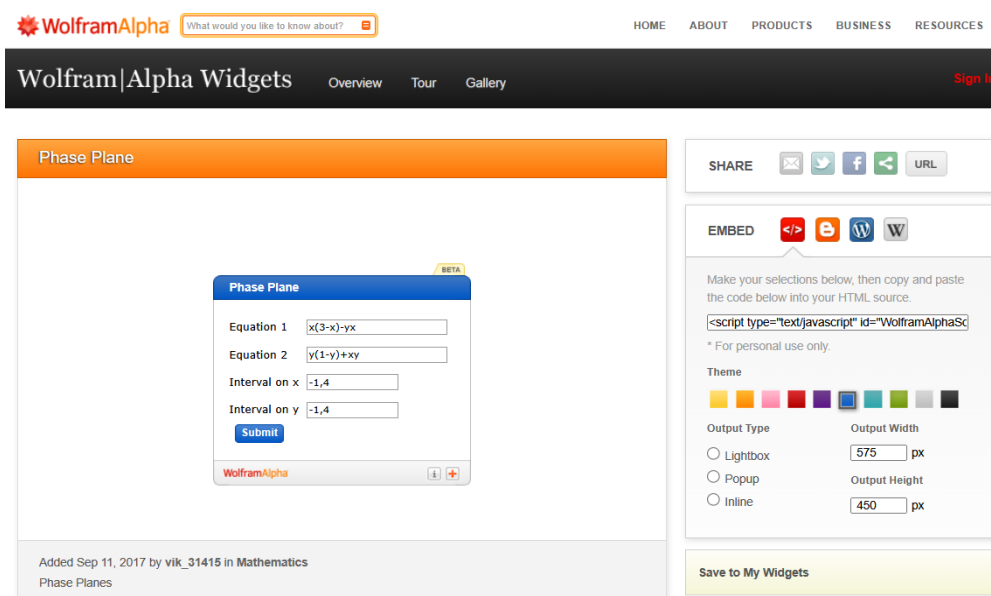 WolframAlpha What would you like to know about? HOME ABOUT PRODUCTS BUSINESS RESOURCES
Wolfram|Alpha Widgets Overview Tour Gallery Sign I
Phase Plane
BETA
Phase Plane
Equation 1 x(3-x)-yx
Equation 2 y(1-y)+xy
Interval on x -1,4
Interval on y -1,4
Submit
WolframAlpha i
Added Sep 11, 2017 by vik_31415 in Mathematics
Phase Planes
SHARE f URL
EMBED </> B W W
Make your selections below, then copy and paste
the code below into your HTML source.
<script type="text/javascript" id="WolframAlphaSc
* For personal use only.
Theme
Output Type Output Width
Lightbox 575 px
Popup Output Height
Inline 450 px
Save to My Widgets